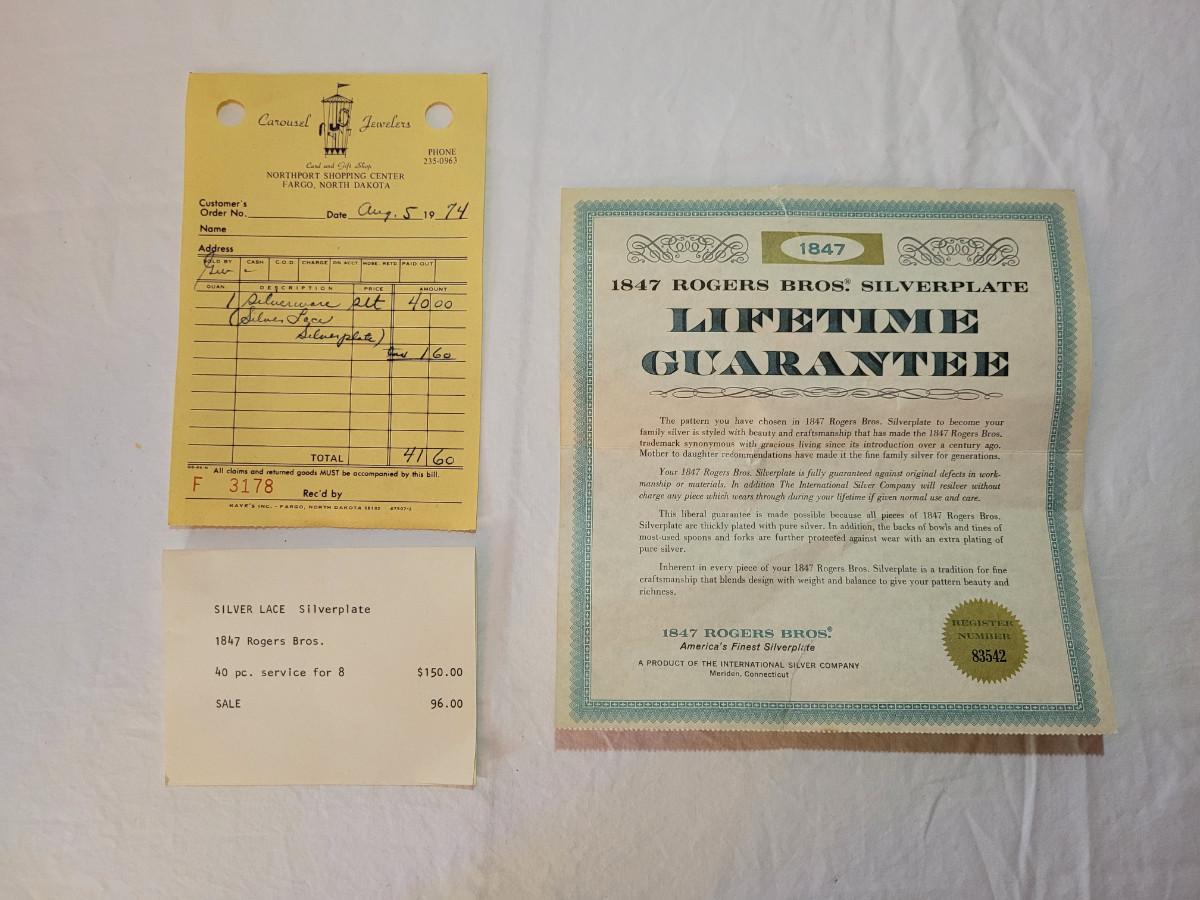 Carousel Jewelers
PHONE
235-0963
Card and Gift Shop
NORTHPORT SHOPPING CENTER
FARGO, NORTH DAKOTA
Customer's
Order No. Date Aug. 5 19 74
Name
Address
SOLD BY CASH C.O.D. CHARGE ON ACCT. MDSE. RETD. PAID OUT
QUAN. DESCRIPTION PRICE AMOUNT
1 Silverware set 40 00
(Silver Lace
Silverplate)
tax 1 60
TOTAL 41 60
All claims and returned goods MUST be accompanied by this bill.
F 3178 Rec'd by
KAYE'S INC. - FARGO, NORTH DAKOTA 58102
SILVER LACE Silverplate
1847 Rogers Bros.
40 pc. service for 8 $150.00
SALE 96.00
1847
1847 ROGERS BROS.® SILVERPLATE
LIFETIME
GUARANTEE
The pattern you have chosen in 1847 Rogers Bros. Silverplate to become your
family silver is styled with beauty and craftsmanship that has made the 1847 Rogers Bros.
trademark synonymous with gracious living since its introduction over a century ago.
Mother to daughter recommendations have made it the fine family silver for generations.
Your 1847 Rogers Bros. Silverplate is fully guaranteed against original defects in work-
manship or materials. In addition The International Silver Company will resilver without
charge any piece which wears through during your lifetime if given normal use and care.
This liberal guarantee is made possible because all pieces of 1847 Rogers Bros.
Silverplate are thickly plated with pure silver. In addition, the backs of bowls and tines of
most-used spoons and forks are further protected against wear with an extra plating of
pure silver.
Inherent in every piece of your 1847 Rogers Bros. Silverplate is a tradition for fine
craftsmanship that blends design with weight and balance to give your pattern beauty and
richness.
1847 ROGERS BROS.®
America's Finest Silverplate
A PRODUCT OF THE INTERNATIONAL SILVER COMPANY
Meriden, Connecticut
REGISTER
NUMBER
83542